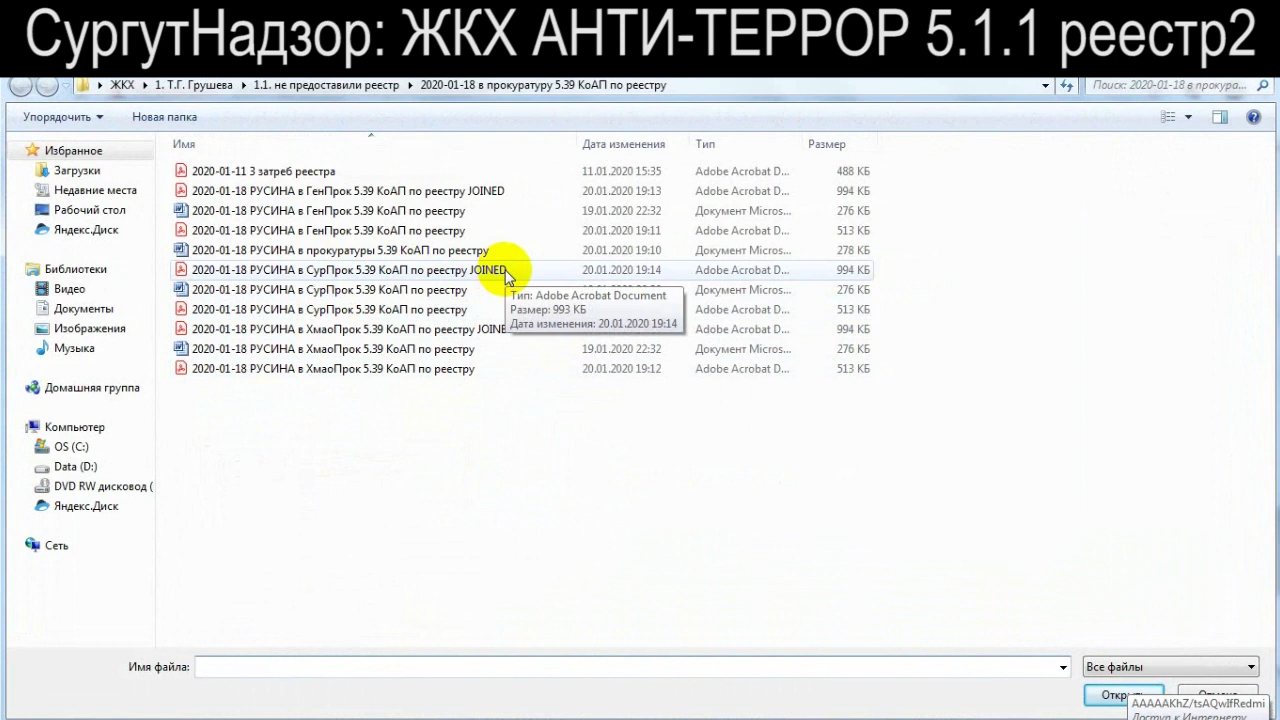 СургутНадзор: ЖКХ АНТИ-ТЕРРОР 5.1.1 реестр2
ЖКХ 1. Т.Г. Грушева 1.1. не предоставили реестр 2020-01-18 в прокуратуру 5.39 КоАП по реестру Поиск: 2020-01-18 в прокура...
Упорядочить Новая папка
Имя Дата изменения Тип Размер
Избранное
Загрузки
Недавние места
Рабочий стол
Яндекс.Диск
Библиотеки
Видео
Документы
Изображения
Музыка
Домашняя группа
Компьютер
OS (C:)
Data (D:)
DVD RW дисковод (
Яндекс.Диск
Сеть
2020-01-11 3 затреб реестра 11.01.2020 15:35 Adobe Acrobat D... 488 КБ
2020-01-18 РУСИНА в ГенПрок 5.39 КоАП по реестру JOINED 20.01.2020 19:13 Adobe Acrobat D... 994 КБ
2020-01-18 РУСИНА в ГенПрок 5.39 КоАП по реестру 19.01.2020 22:32 Документ Micros... 276 КБ
2020-01-18 РУСИНА в ГенПрок 5.39 КоАП по реестру 20.01.2020 19:11 Adobe Acrobat D... 513 КБ
2020-01-18 РУСИНА в прокуратуры 5.39 КоАП по реестру 20.01.2020 19:10 Документ Micros... 278 КБ
2020-01-18 РУСИНА в СурПрок 5.39 КоАП по реестру JOINED 20.01.2020 19:14 Adobe Acrobat D... 994 КБ
2020-01-18 РУСИНА в СурПрок 5.39 КоАП по реестру Документ Micros... 276 КБ
2020-01-18 РУСИНА в СурПрок 5.39 КоАП по реестру Adobe Acrobat D... 513 КБ
2020-01-18 РУСИНА в ХмаоПрок 5.39 КоАП по реестру JOINE Adobe Acrobat D... 994 КБ
2020-01-18 РУСИНА в ХмаоПрок 5.39 КоАП по реестру 19.01.2020 22:32 Документ Micros... 276 КБ
2020-01-18 РУСИНА в ХмаоПрок 5.39 КоАП по реестру 20.01.2020 19:12 Adobe Acrobat D... 513 КБ
Тип: Adobe Acrobat Document
Размер: 993 КБ
Дата изменения: 20.01.2020 19:14
Имя файла: Все файлы
AAAAAKhZ/tsAQwIfRedmi
Доступ к Интернету